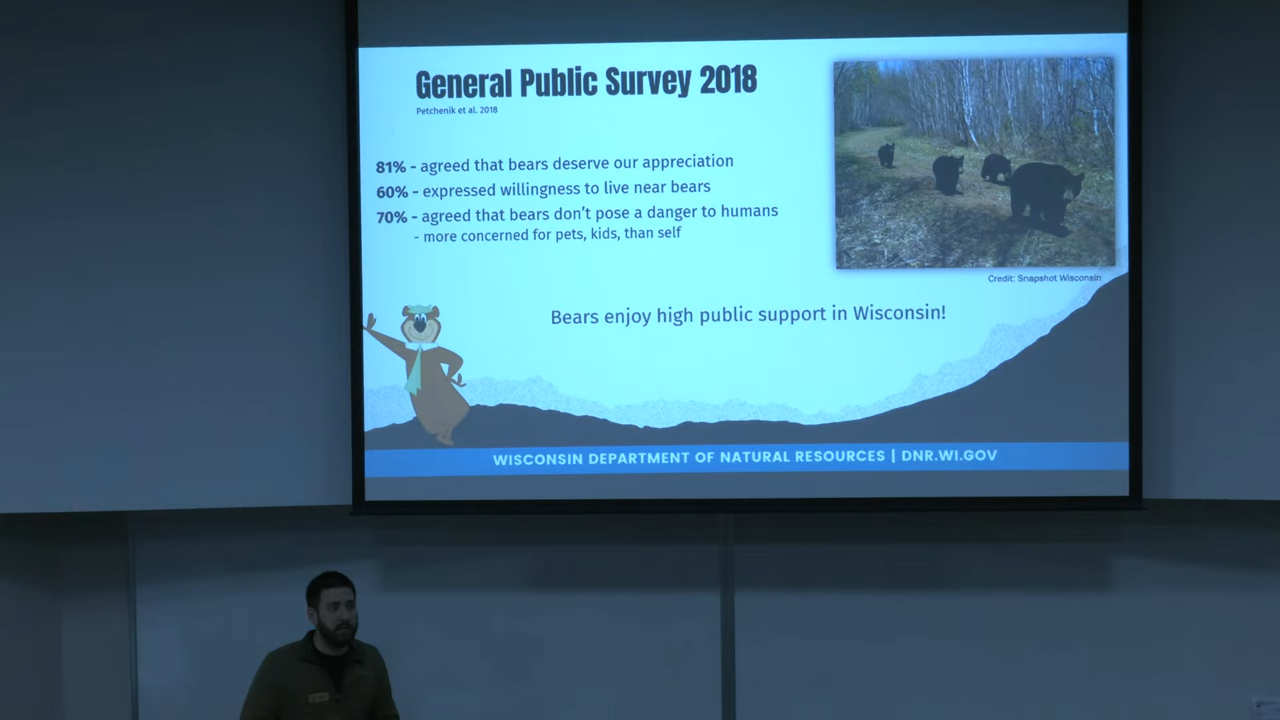 General Public Survey 2018
Petchenik et al. 2018
81% - agreed that bears deserve our appreciation
60% - expressed willingness to live near bears
70% - agreed that bears don't pose a danger to humans
- more concerned for pets, kids, than self
Credit: Snapshot Wisconsin
Bears enjoy high public support in Wisconsin!
WISCONSIN DEPARTMENT OF NATURAL RESOURCES | DNR.WI.GOV